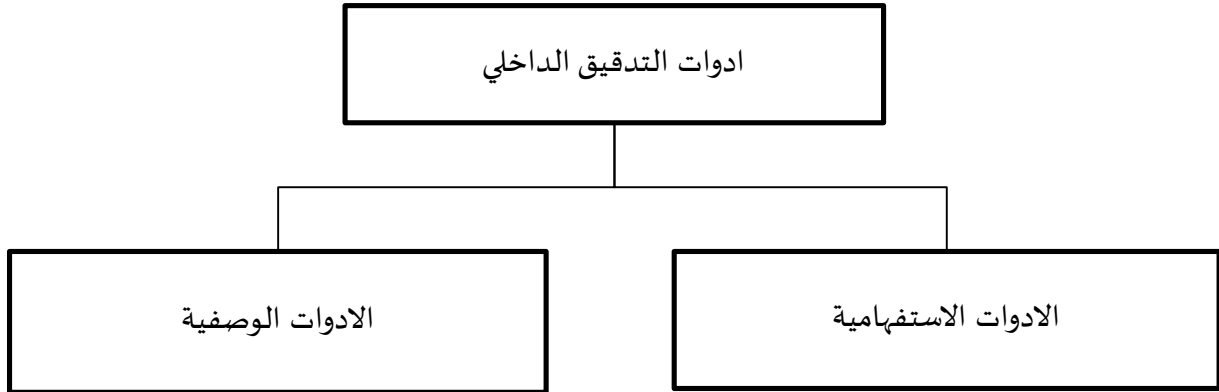 ادوات التدقيق الداخلي
الادوات الاستفهامية
الادوات الوصفية